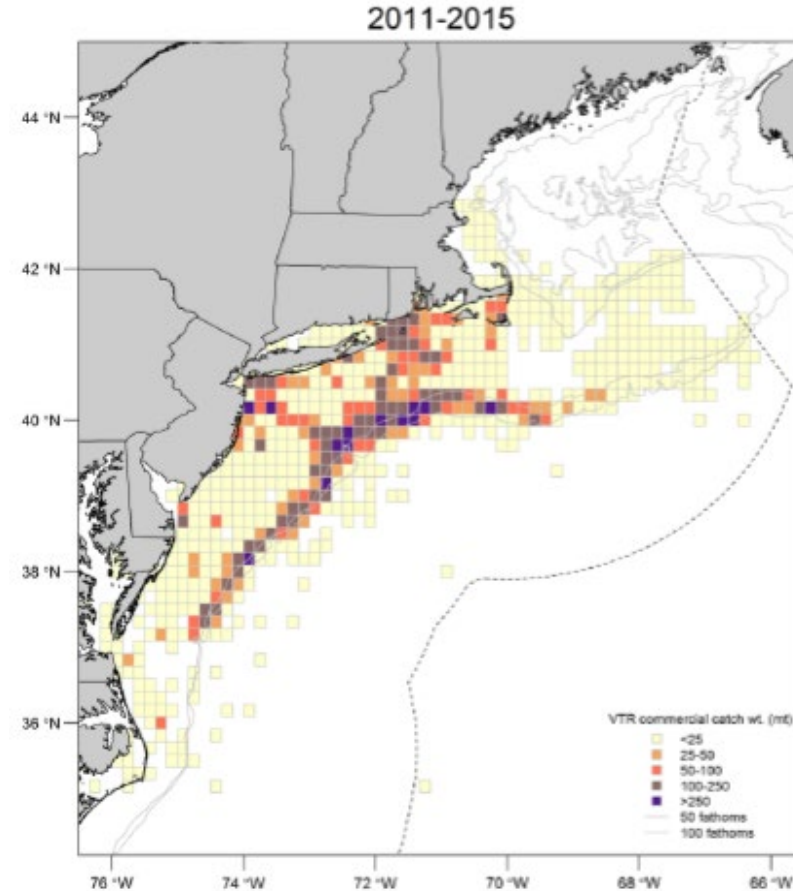 2011-2015
44 °N
42 °N
40 °N
38 °N
36 °N
VTR commercial catch wt. (mt)
<25
25-50
50-100
100-250
>250
50 fathoms
100 fathoms
76 °W 74 °W 72 °W 70 °W 68 °W 66 °W